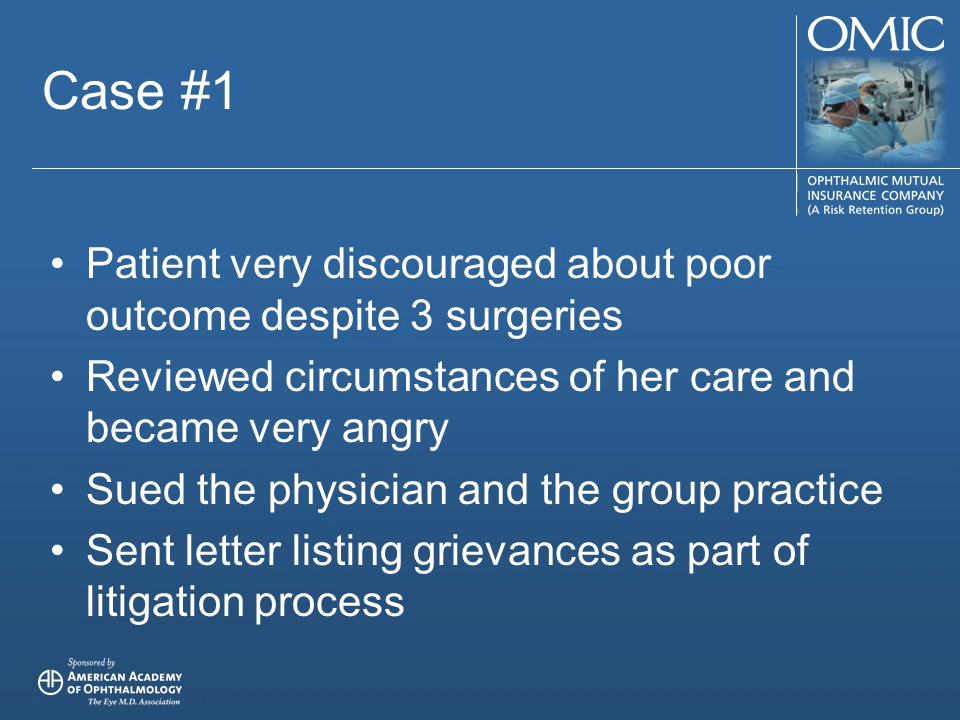 Case #1
OMIC
OPHTHALMIC MUTUAL
INSURANCE COMPANY
(A Risk Retention Group)
• Patient very discouraged about poor
outcome despite 3 surgeries
• Reviewed circumstances of her care and
became very angry
• Sued the physician and the group practice
• Sent letter listing grievances as part of
litigation process
Sponsored by
AMERICAN ACADEMY
OF OPHTHALMOLOGY
The Eye M.D. Association